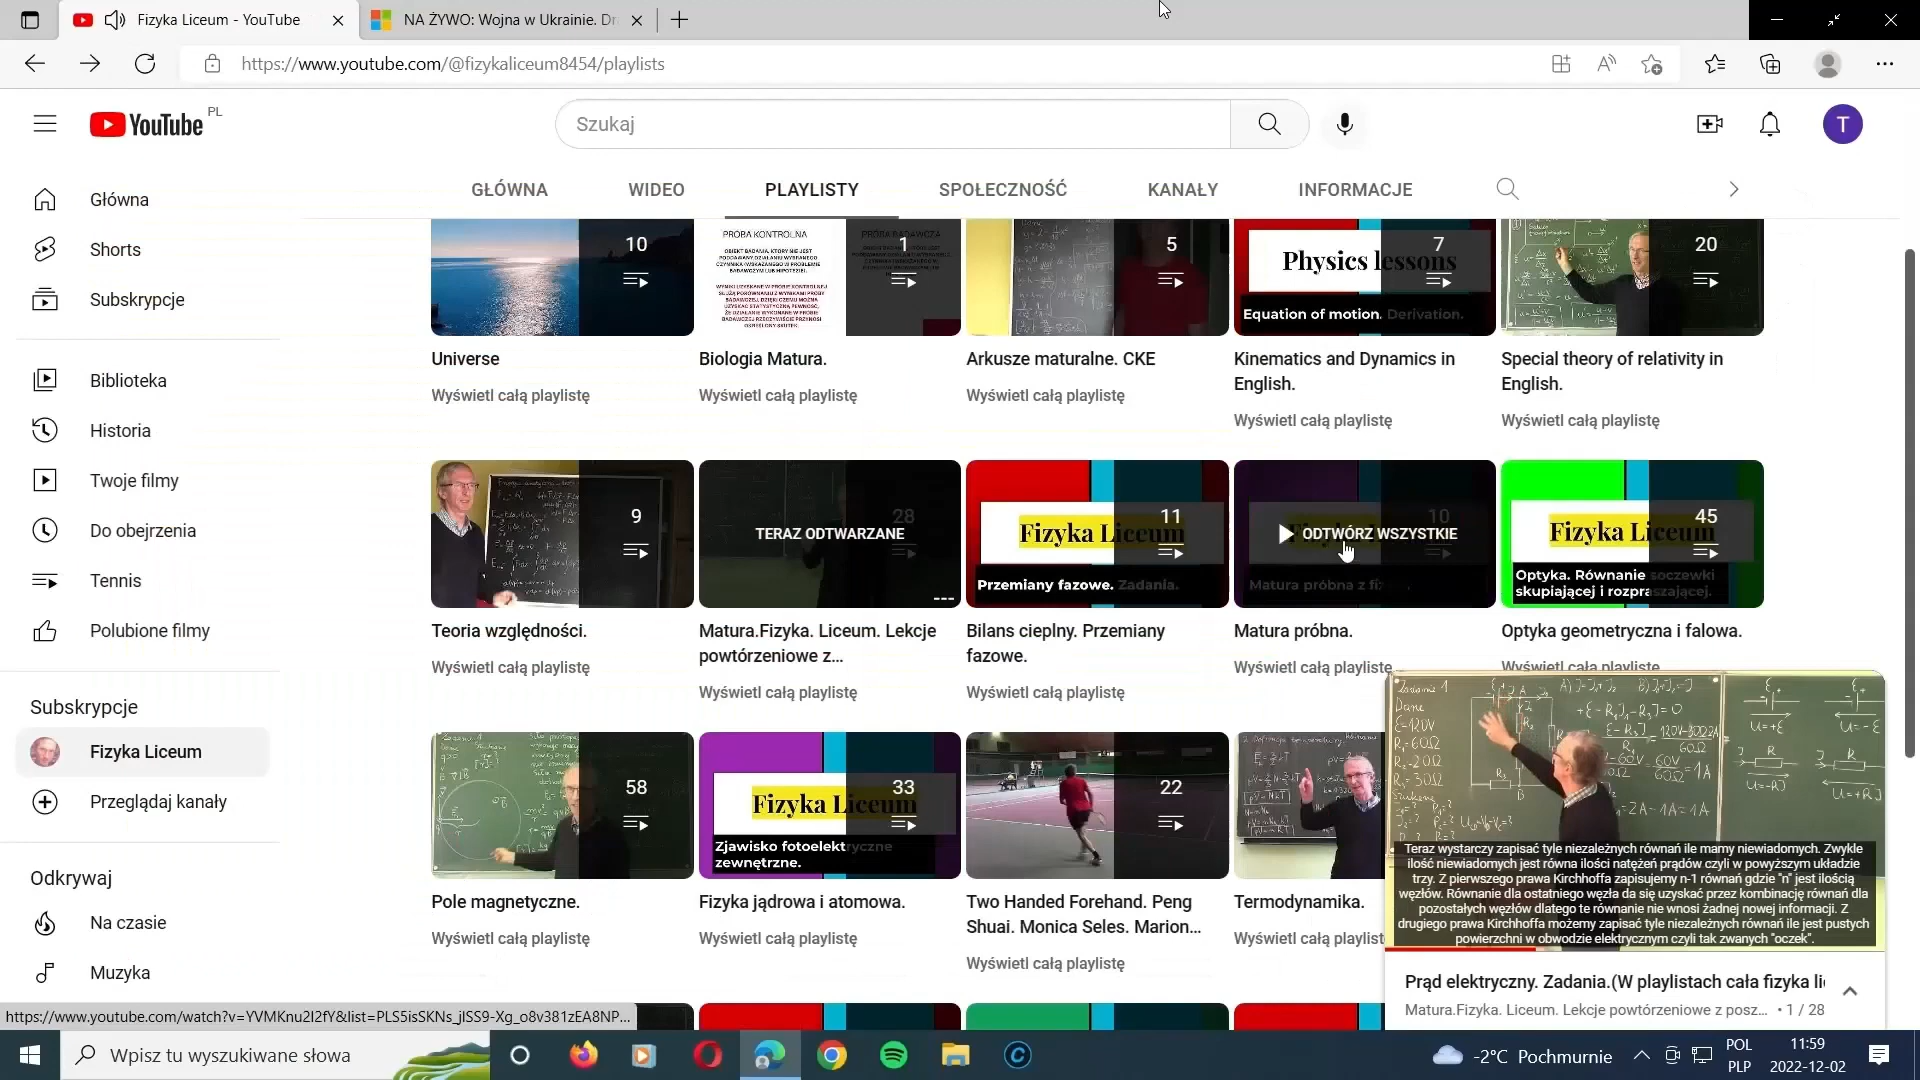 Fizyka Liceum - YouTube
NA ŻYWO: Wojna w Ukrainie. Dr
https://www.youtube.com/@fizykaliceum8454/playlists
YouTube PL
Szukaj
T
GŁÓWNA WIDEO PLAYLISTY SPOŁECZNOŚĆ KANAŁY INFORMACJE
Główna
Shorts
Subskrypcje
Biblioteka
Historia
Twoje filmy
Do obejrzenia
Tennis
Polubione filmy
Subskrypcje
Fizyka Liceum
Przeglądaj kanały
Odkrywaj
Na czasie
Muzyka
10
Universe
Wyświetl całą playlistę
PRÓBA KONTROLNA
1
Biologia Matura.
Wyświetl całą playlistę
5
Arkusze maturalne. CKE
Wyświetl całą playlistę
Physics lessons
7
Equation of motion. Derivation.
Kinematics and Dynamics in
English.
Wyświetl całą playlistę
20
Special theory of relativity in
English.
Wyświetl całą playlistę
9
Teoria względności.
Wyświetl całą playlistę
28
TERAZ ODTWARZANE
Matura.Fizyka. Liceum. Lekcje
powtórzeniowe z...
Wyświetl całą playlistę
11
Fizyka Liceum
Przemiany fazowe. Zadania.
Bilans cieplny. Przemiany
fazowe.
Wyświetl całą playlistę
10
ODTWÓRZ WSZYSTKIE
Matura próbna z
Matura próbna.
Wyświetl całą playlistę
45
Fizyka Liceum
Optyka. Równanie soczewki
skupiającej i rozpraszającej.
Optyka geometryczna i falowa.
Wyświetl całą playlistę
58
Pole magnetyczne.
Wyświetl całą playlistę
33
Fizyka Liceum
Zjawisko fotoelektryczne
zewnętrzne.
Fizyka jądrowa i atomowa.
Wyświetl całą playlistę
22
Two Handed Forehand. Peng
Shuai. Monica Seles. Marion...
Wyświetl całą playlistę
Termodynamika.
Wyświetl całą playlist
Zadanie 1
Dane
Teraz wystarczy zapisać tyle niezależnych równań ile mamy niewiadomych. Zwykle
ilość niewiadomych jest równa ilości natężeń prądów czyli w powyższym układzie
trzy. Z pierwszego prawa Kirchhoffa zapisujemy n-1 równań gdzie "n" jest ilością
węzłów. Równanie dla ostatniego węzła da się uzyskać przez kombinację równań dla
pozostałych węzłów dlatego te równanie nie wnosi żadnej nowej informacji. Z
drugiego prawa Kirchhoffa możemy zapisać tyle niezależnych równań ile jest pustych
powierzchni w obwodzie elektrycznym czyli tak zwanych "oczek".
Prąd elektryczny. Zadania.(W playlistach cała fizyka li
Matura.Fizyka. Liceum. Lekcje powtórzeniowe z posz... • 1 / 28
https://www.youtube.com/watch?v=YVMKnu2I2fY&list=PLS5isSKNs_jISS9-Xg_o8v381zEA8NP...
Wpisz tu wyszukiwane słowa
-2°C Pochmurnie
POL
PLP
11:59
2022-12-02